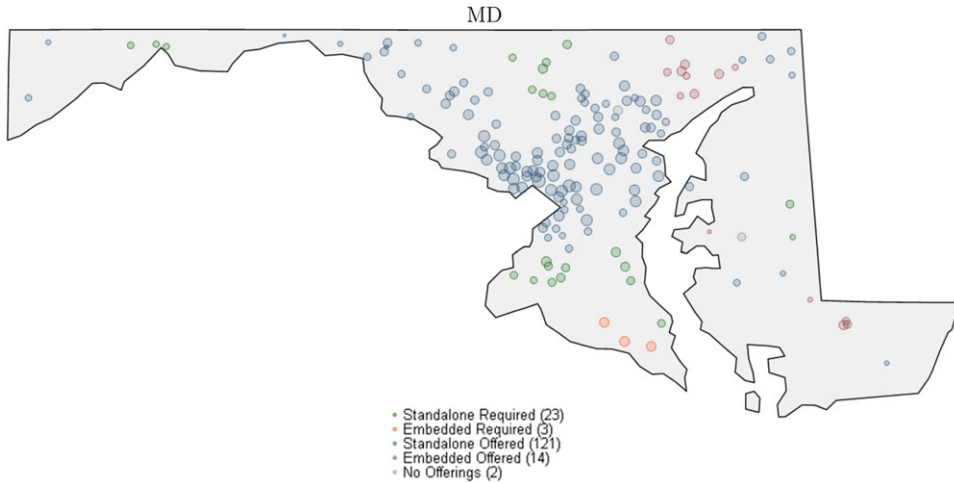 MD
Standalone Required (23)
Embedded Required (3)
Standalone Offered (121)
Embedded Offered (14)
No Offerings (2)